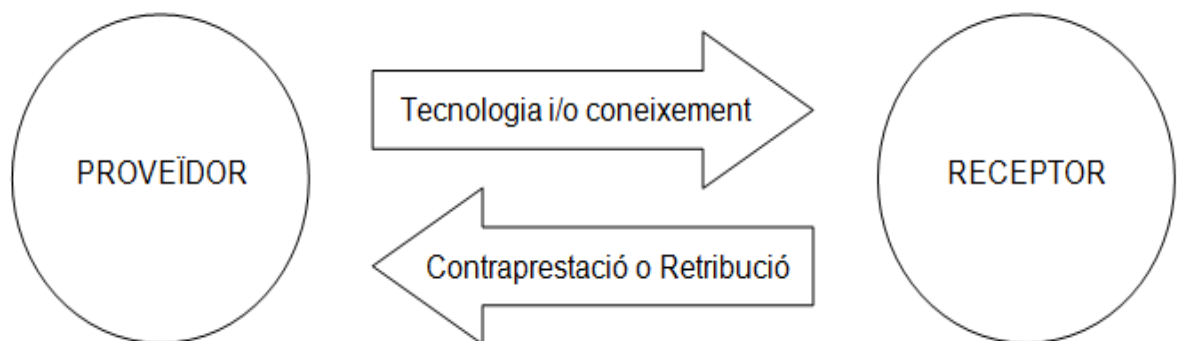 PROVEÏDOR
Tecnologia i/o coneixement
RECEPTOR
Contraprestació o Retribució